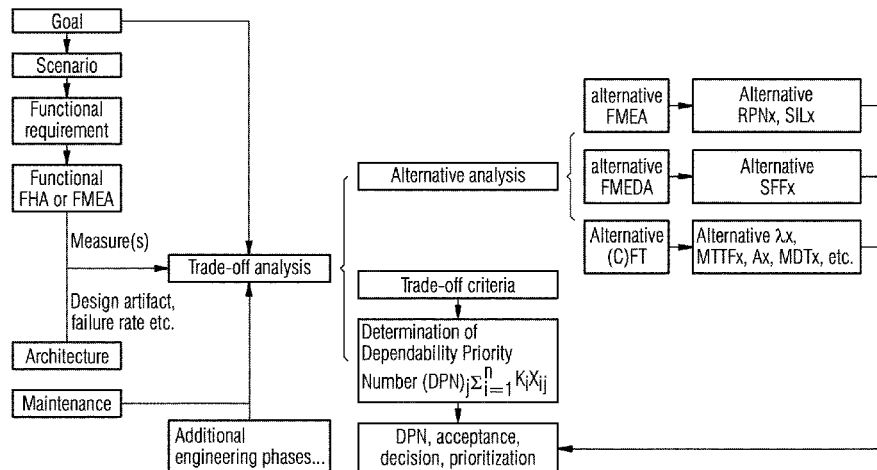 Goal
Scenario
Functional
requirement
Functional
FHA or FMEA
Measure(s)
Design artifact,
failure rate etc.
Architecture
Maintenance
Additional
engineering phases...
Trade-off analysis
Alternative analysis
Trade-off criteria
Determination of
Dependability Priority
Number (DPN)j Σ n i=1 KiXij
DPN, acceptance,
decision, prioritization
alternative
FMEA
Alternative
RPNx, SILx
alternative
FMEDA
Alternative
SFFx
Alternative
(C)FT
Alternative λx,
MTTFx, Ax, MDTx, etc.